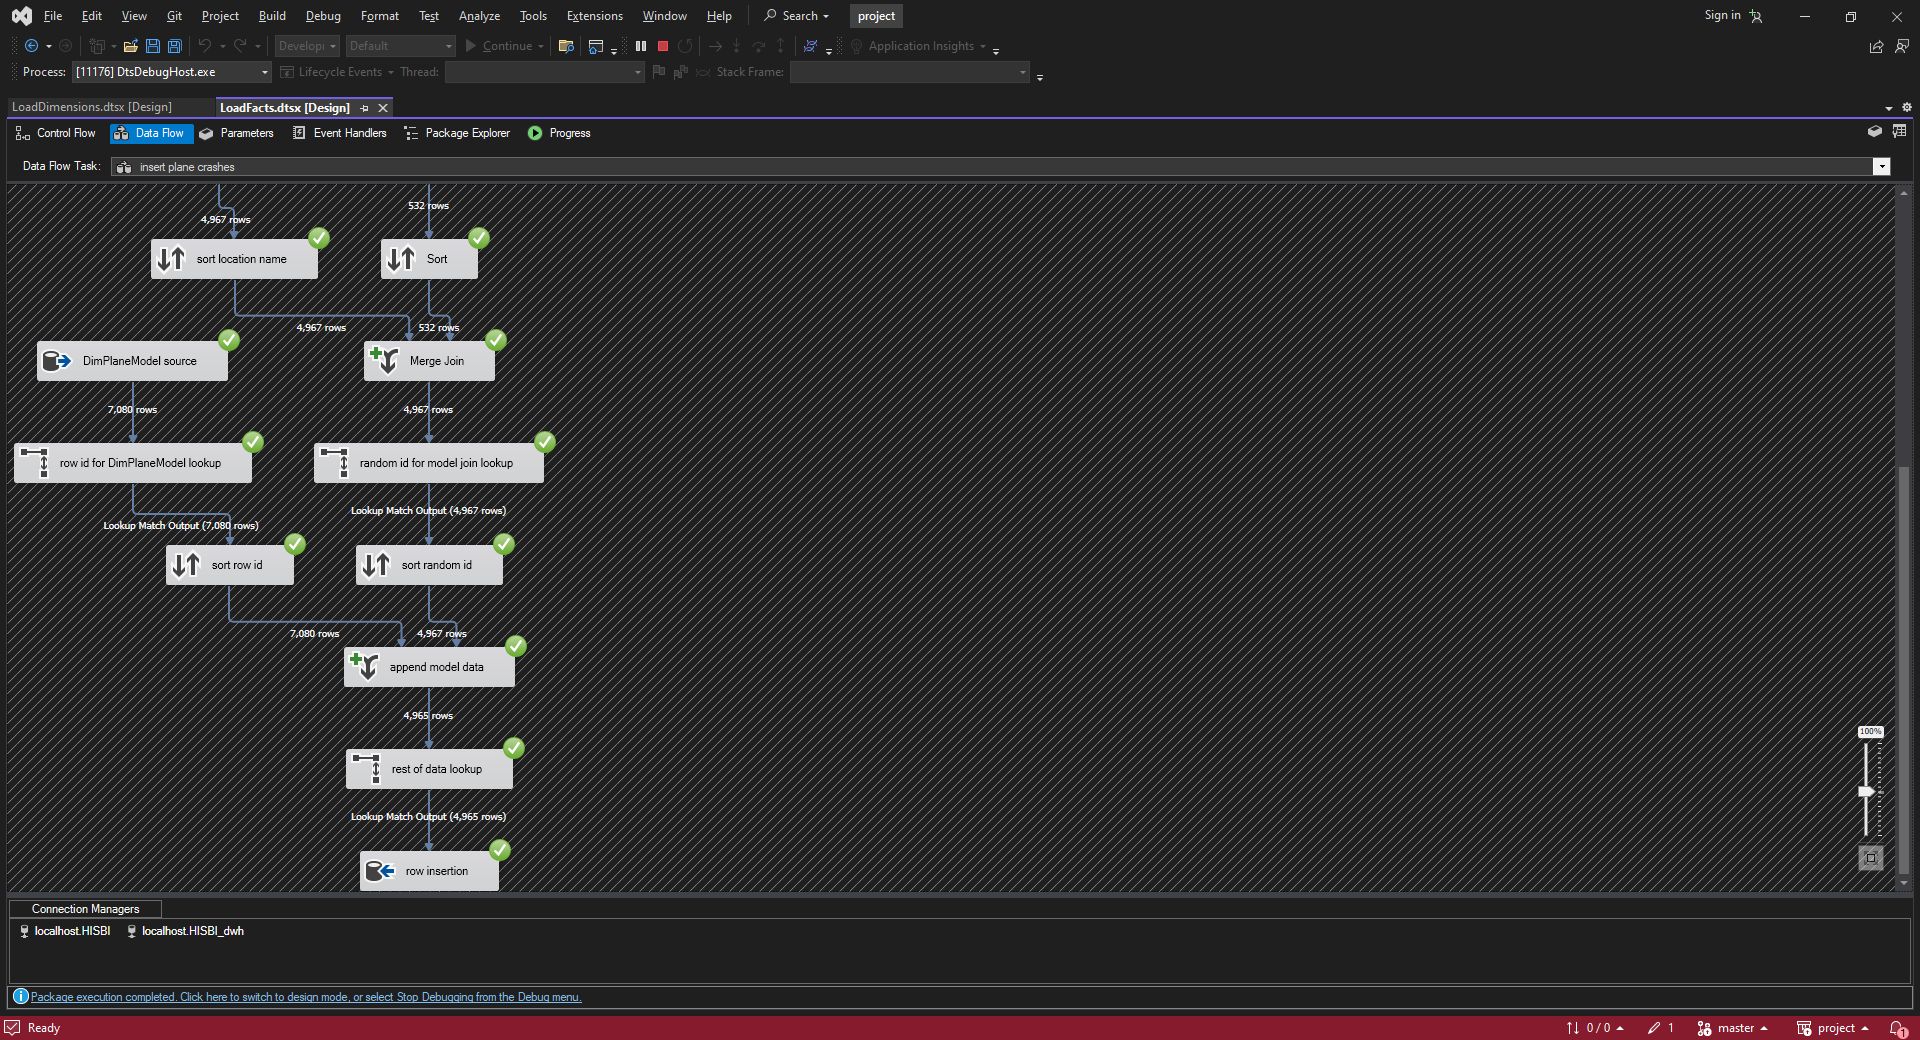 File Edit View Git Project Build Debug Format Test Analyze Tools Extensions Window Help Search project Sign in
Develop Default Continue Application Insights
Process: [11176] DtsDebugHost.exe Lifecycle Events Thread: Stack Frame:
LoadDimensions.dtsx [Design] LoadFacts.dtsx [Design]
Control Flow Data Flow Parameters Event Handlers Package Explorer Progress
Data Flow Task: insert plane crashes
532 rows
4,967 rows
sort location name Sort
4,967 rows 532 rows
DimPlaneModel source Merge Join
7,080 rows 4,967 rows
row id for DimPlaneModel lookup random id for model join lookup
Lookup Match Output (4,967 rows)
Lookup Match Output (7,080 rows)
sort row id sort random id
7,080 rows 4,967 rows
append model data
4,965 rows
100%
rest of data lookup
Lookup Match Output (4,965 rows)
row insertion
Connection Managers
localhost.HISBI localhost.HISBI_dwh
Package execution completed. Click here to switch to design mode, or select Stop Debugging from the Debug menu.
Ready 0 / 0 1 master project 1